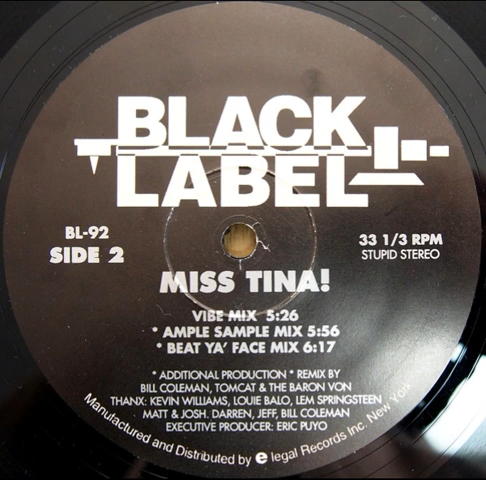 BLACK
LABEL
BL-92
SIDE 2
33 1/3 RPM
STUPID STEREO
MISS TINA!
VIBE MIX 5:26
* AMPLE SAMPLE MIX 5:56
* BEAT YA' FACE MIX 6:17
* ADDITIONAL PRODUCTION * REMIX BY
BILL COLEMAN, TOMCAT & THE BARON VON
THANX: KEVIN WILLIAMS, LOUIE BALO, LEM SPRINGSTEEN
MATT & JOSH. DARREN, JEFF, BILL COLEMAN
EXECUTIVE PRODUCER: ERIC PUYO
Manufactured and Distributed by e legal Records Inc. New York